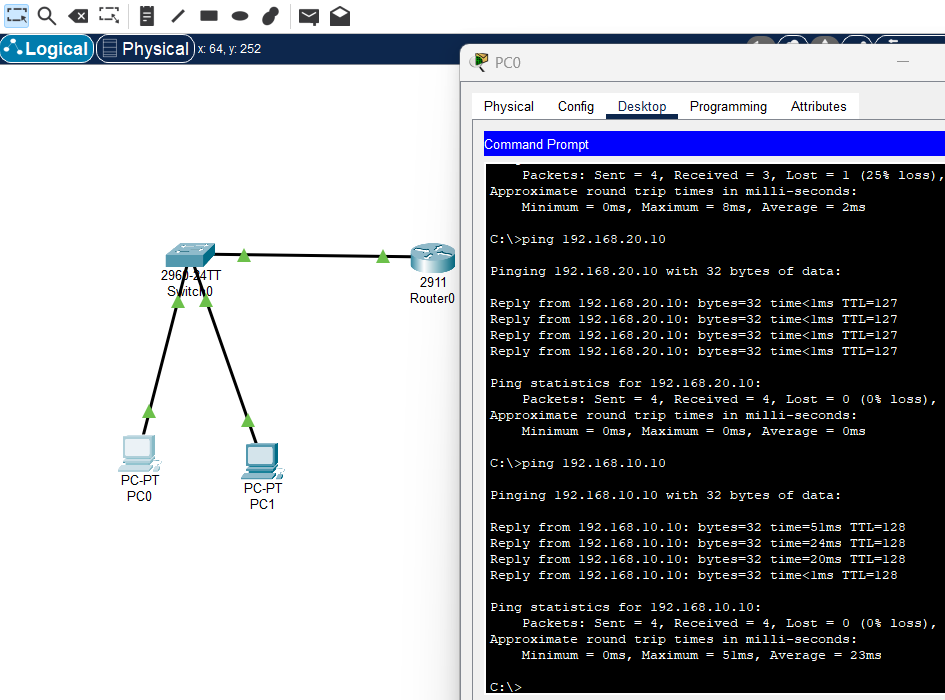 Logical
Physical
x: 64, y: 252
PC0
Physical
Config
Desktop
Programming
Attributes
Command Prompt
Packets: Sent = 4, Received = 3, Lost = 1 (25% loss),
Approximate round trip times in milli-seconds:
Minimum = 0ms, Maximum = 8ms, Average = 2ms
C:\>ping 192.168.20.10
Pinging 192.168.20.10 with 32 bytes of data:
Reply from 192.168.20.10: bytes=32 time<1ms TTL=127
Reply from 192.168.20.10: bytes=32 time<1ms TTL=127
Reply from 192.168.20.10: bytes=32 time<1ms TTL=127
Reply from 192.168.20.10: bytes=32 time<1ms TTL=127
Ping statistics for 192.168.20.10:
Packets: Sent = 4, Received = 4, Lost = 0 (0% loss),
Approximate round trip times in milli-seconds:
Minimum = 0ms, Maximum = 0ms, Average = 0ms
C:\>ping 192.168.10.10
Pinging 192.168.10.10 with 32 bytes of data:
Reply from 192.168.10.10: bytes=32 time=51ms TTL=128
Reply from 192.168.10.10: bytes=32 time=24ms TTL=128
Reply from 192.168.10.10: bytes=32 time=20ms TTL=128
Reply from 192.168.10.10: bytes=32 time<1ms TTL=128
Ping statistics for 192.168.10.10:
Packets: Sent = 4, Received = 4, Lost = 0 (0% loss),
Approximate round trip times in milli-seconds:
Minimum = 0ms, Maximum = 51ms, Average = 23ms
C:\>
2960-24TT
Switch0
2911
Router0
PC-PT
PC0
PC-PT
PC1